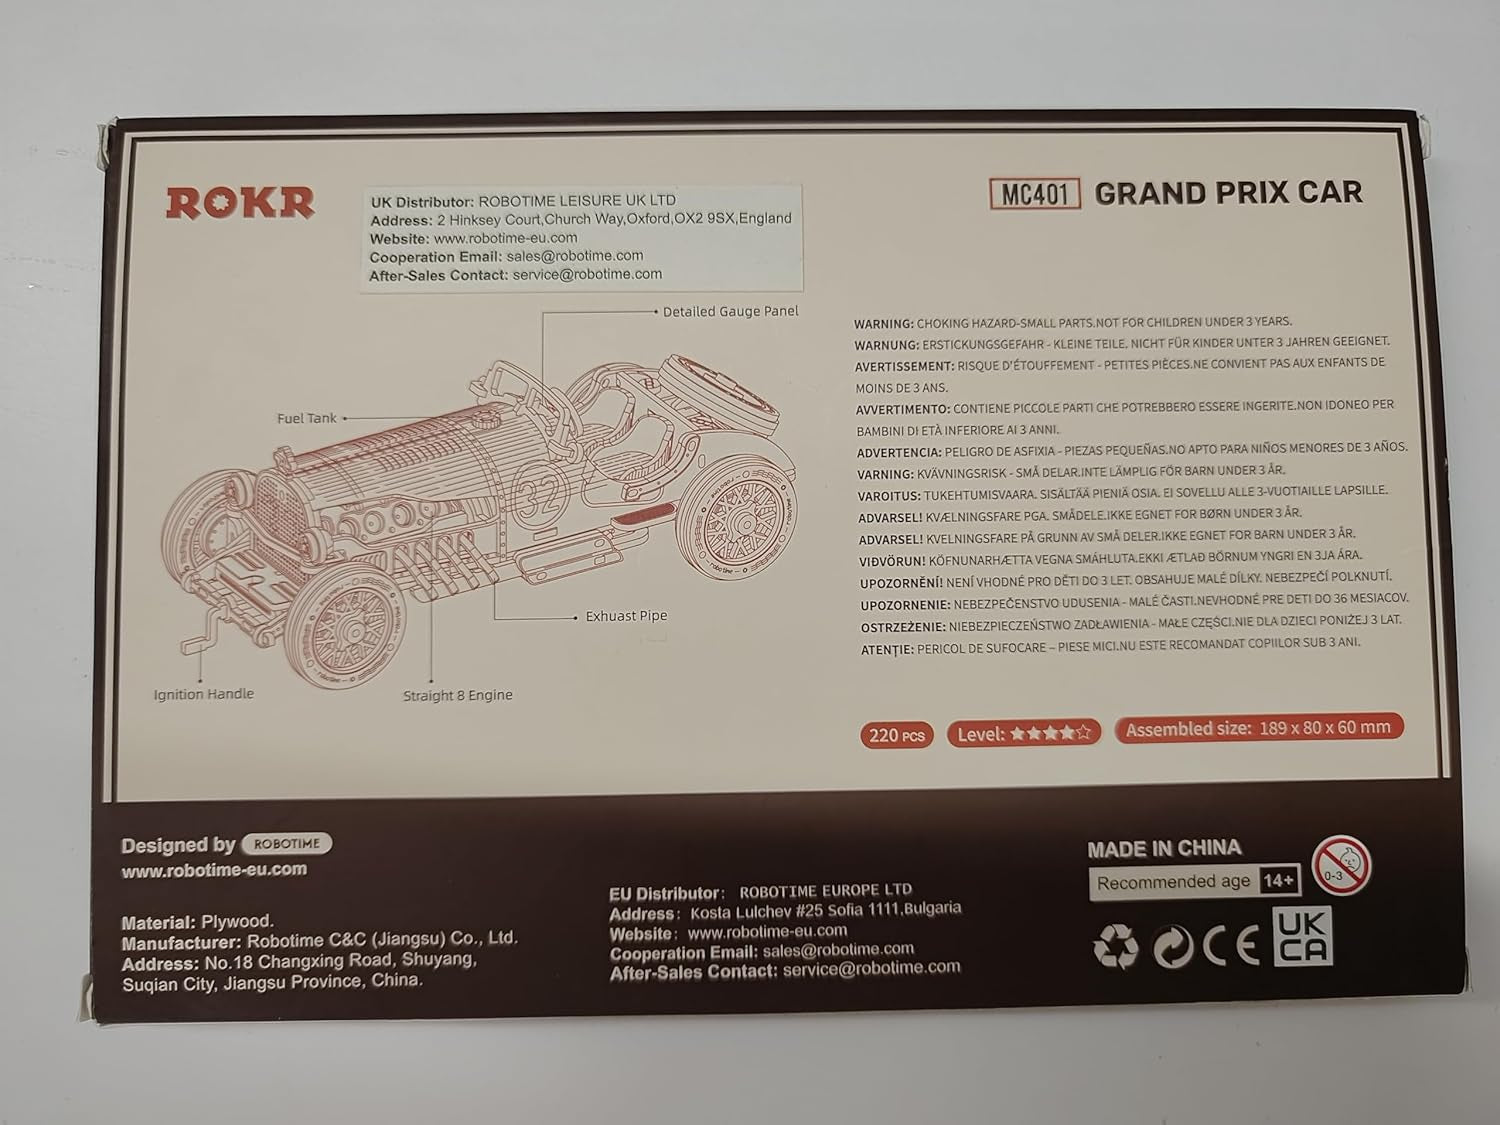 ROKR
UK Distributor: ROBOTIME LEISURE UK LTD
Address: 2 Hinksey Court,Church Way,Oxford,OX2 9SX,England
Website: www.robotime-eu.com
Cooperation Email: sales@robotime.com
After-Sales Contact: service@robotime.com
MC401 GRAND PRIX CAR
Detailed Gauge Panel
Fuel Tank
32
robotime
robotime
robotime
Exhuast Pipe
Ignition Handle
Straight 8 Engine
WARNING: CHOKING HAZARD-SMALL PARTS.NOT FOR CHILDREN UNDER 3 YEARS.
WARNUNG: ERSTICKUNGSGEFAHR - KLEINE TEILE. NICHT FÜR KINDER UNTER 3 JAHREN GEEIGNET.
AVERTISSEMENT: RISQUE D'ÉTOUFFEMENT - PETITES PIÈCES.NE CONVIENT PAS AUX ENFANTS DE
MOINS DE 3 ANS.
AVVERTIMENTO: CONTIENE PICCOLE PARTI CHE POTREBBERO ESSERE INGERITE.NON IDONEO PER
BAMBINI DI ETÀ INFERIORE AI 3 ANNI.
ADVERTENCIA: PELIGRO DE ASFIXIA - PIEZAS PEQUEÑAS.NO APTO PARA NIÑOS MENORES DE 3 AÑOS.
VARNING: KVÄVNINGSRISK - SMÅ DELAR.INTE LÄMPLIG FÖR BARN UNDER 3 ÅR.
VAROITUS: TUKEHTUMISVAARA. SISÄLTÄÄ PIENIÄ OSIA. EI SOVELLU ALLE 3-VUOTIAILLE LAPSILLE.
ADVARSEL! KVÆLNINGSFARE PGA. SMÅDELE.IKKE EGNET FOR BØRN UNDER 3 ÅR.
ADVARSEL! KVELNINGSFARE PÅ GRUNN AV SMÅ DELER.IKKE EGNET FOR BARN UNDER 3 ÅR.
VIÐVÖRUN! KÖFNUNARHÆTTA VEGNA SMÁHLUTA.EKKI ÆTLAÐ BÖRNUM YNGRI EN 3JA ÁRA.
UPOZORNĚNÍ! NENÍ VHODNÉ PRO DĚTI DO 3 LET. OBSAHUJE MALÉ DÍLKY. NEBEZPEČÍ POLKNUTÍ.
UPOZORNENIE: NEBEZPEČENSTVO UDUSENIA - MALÉ ČASTI.NEVHODNÉ PRE DETI DO 36 MESIACOV.
OSTRZEŻENIE: NIEBEZPIECZEŃSTWO ZADŁAWIENIA - MAŁE CZĘŚCI.NIE DLA DZIECI PONIŻEJ 3 LAT.
ATENŢIE: PERICOL DE SUFOCARE – PIESE MICI.NU ESTE RECOMANDAT COPIILOR SUB 3 ANI.
220 PCS Level: Assembled size: 189 x 80 x 60 mm
Designed by ROBOTIME
www.robotime-eu.com
Material: Plywood.
Manufacturer: Robotime C&C (Jiangsu) Co., Ltd.
Address: No.18 Changxing Road, Shuyang,
Suqian City, Jiangsu Province, China.
EU Distributor: ROBOTIME EUROPE LTD
Address: Kosta Lulchev #25 Sofia 1111,Bulgaria
Website: www.robotime-eu.com
Cooperation Email: sales@robotime.com
After-Sales Contact: service@robotime.com
MADE IN CHINA
Recommended age 14+
0-3
CE
UK
CA